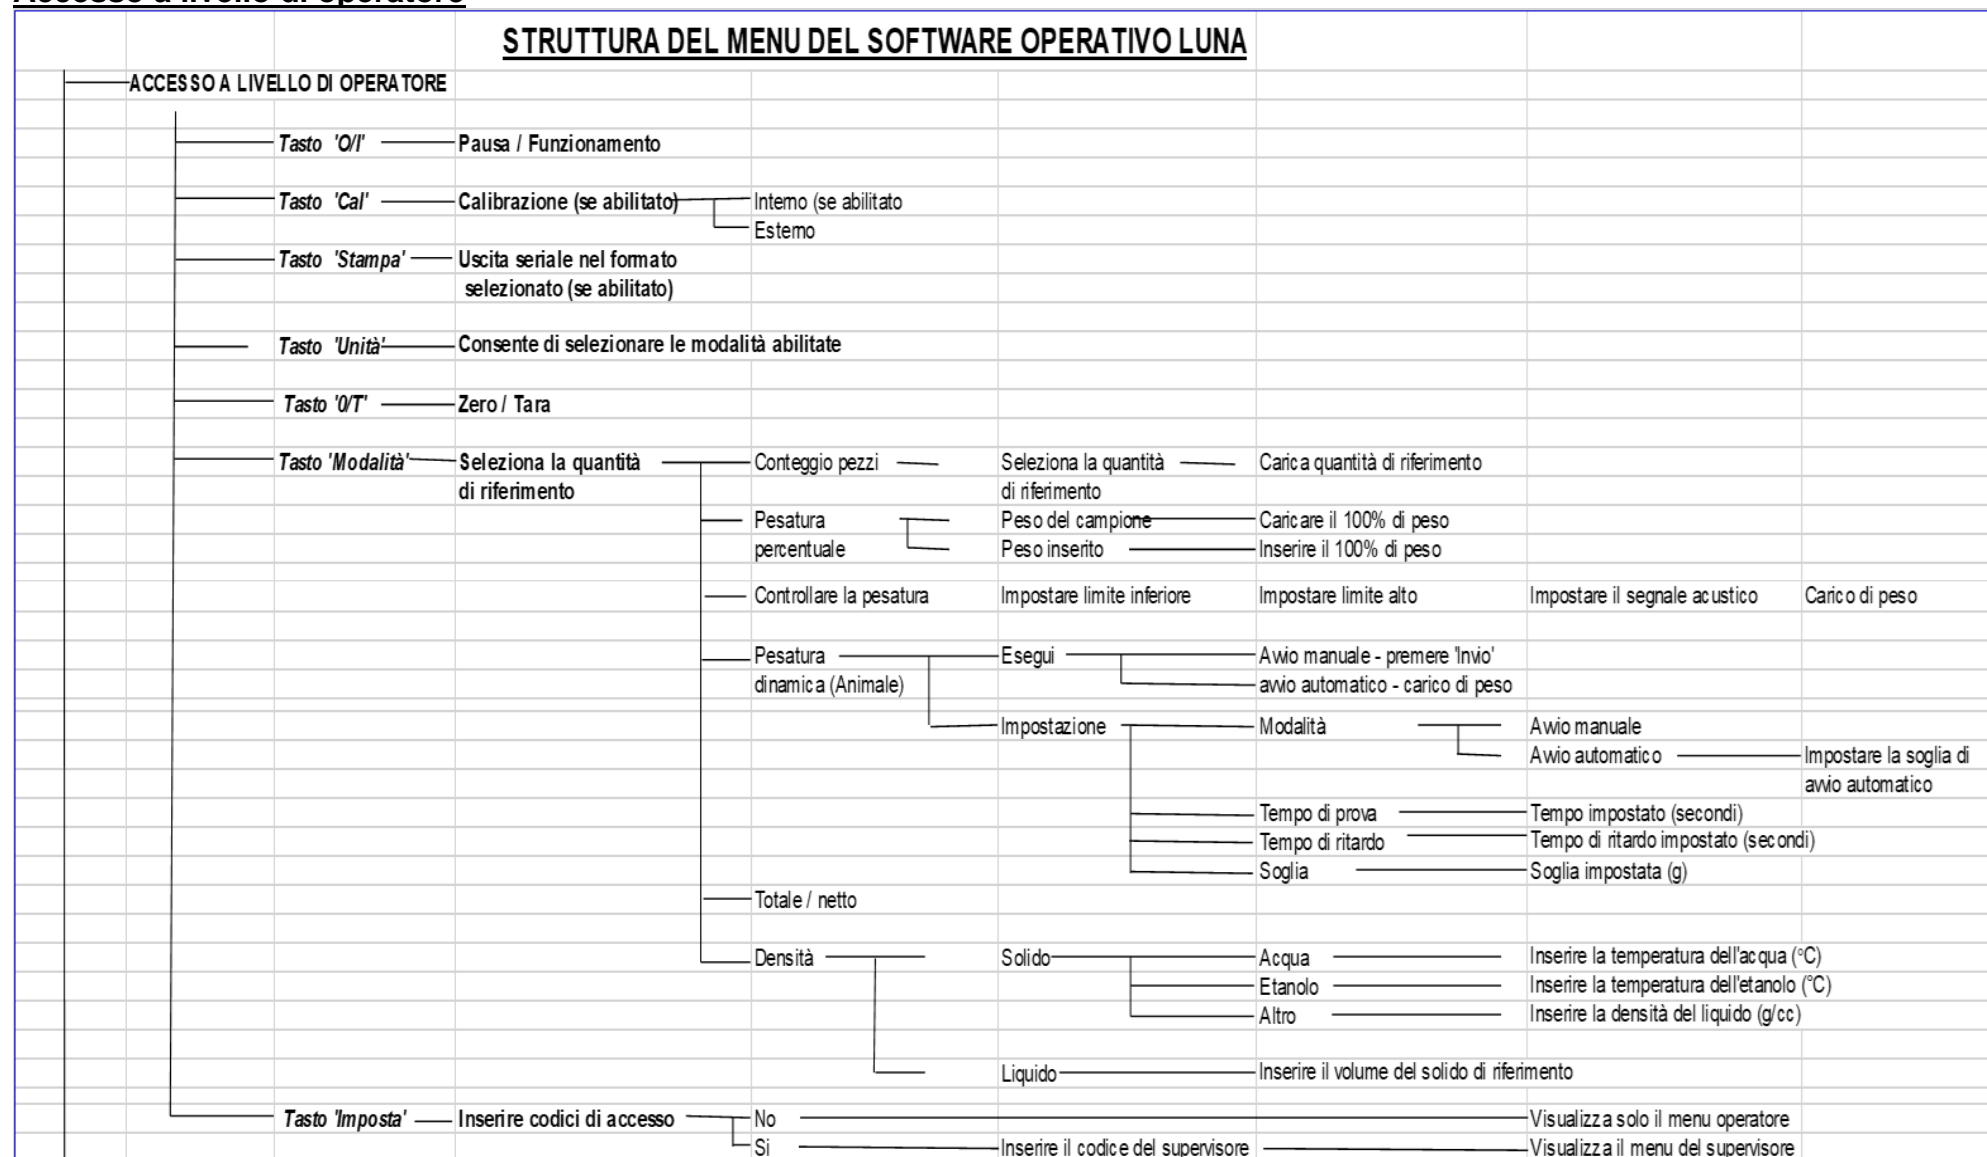 Accesso a livello di operatore
STRUTTURA DEL MENU DEL SOFTWARE OPERATIVO LUNA
ACCESSO A LIVELLO DI OPERATORE
Tasto 'O/I' Pausa / Funzionamento
Tasto 'Cal' Calibrazione (se abilitato) Interno (se abilitato
Esterno
Tasto 'Stampa' Uscita seriale nel formato
selezionato (se abilitato)
Tasto 'Unità' Consente di selezionare le modalità abilitate
Tasto '0/T' Zero / Tara
Tasto 'Modalità' Seleziona la quantità Conteggio pezzi Seleziona la quantità Carica quantità di riferimento
di riferimento di riferimento
Pesatura Peso del campione Caricare il 100% di peso
percentuale Peso inserito Inserire il 100% di peso
Controllare la pesatura Impostare limite inferiore Impostare limite alto Impostare il segnale acustico Carico di peso
Pesatura Esegui Avvio manuale - premere 'Invio'
dinamica (Animale) avvio automatico - carico di peso
Impostazione Modalità Avvio manuale
Avvio automatico Impostare la soglia di
avvio automatico
Tempo di prova Tempo impostato (secondi)
Tempo di ritardo Tempo di ritardo impostato (secondi)
Soglia Soglia impostata (g)
Totale / netto
Densità Solido Acqua Inserire la temperatura dell'acqua (°C)
Etanolo Inserire la temperatura dell'etanolo (°C)
Altro Inserire la densità del liquido (g/cc)
Liquido Inserire il volume del solido di riferimento
Tasto 'Imposta' Inserire codici di accesso No Visualizza solo il menu operatore
Si Inserire il codice del supervisore Visualizza il menu del supervisore